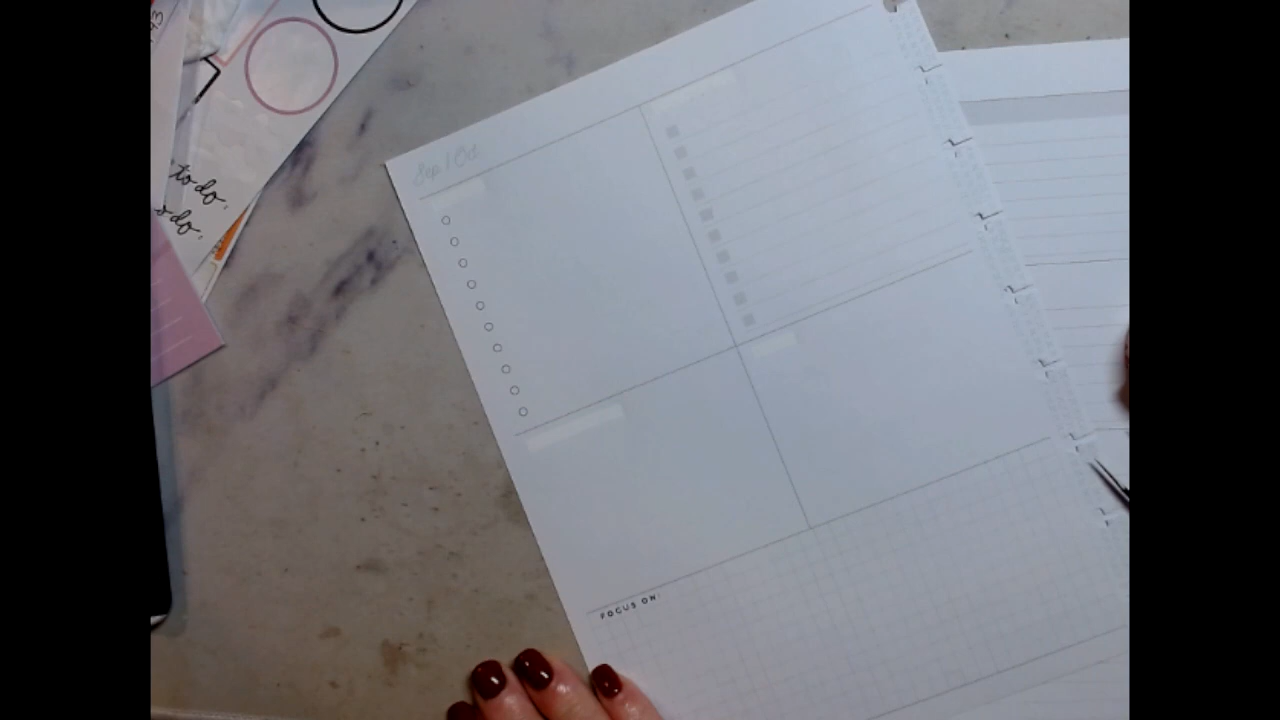 to do,
o do,
Sep / Oct
FOCUS ON: